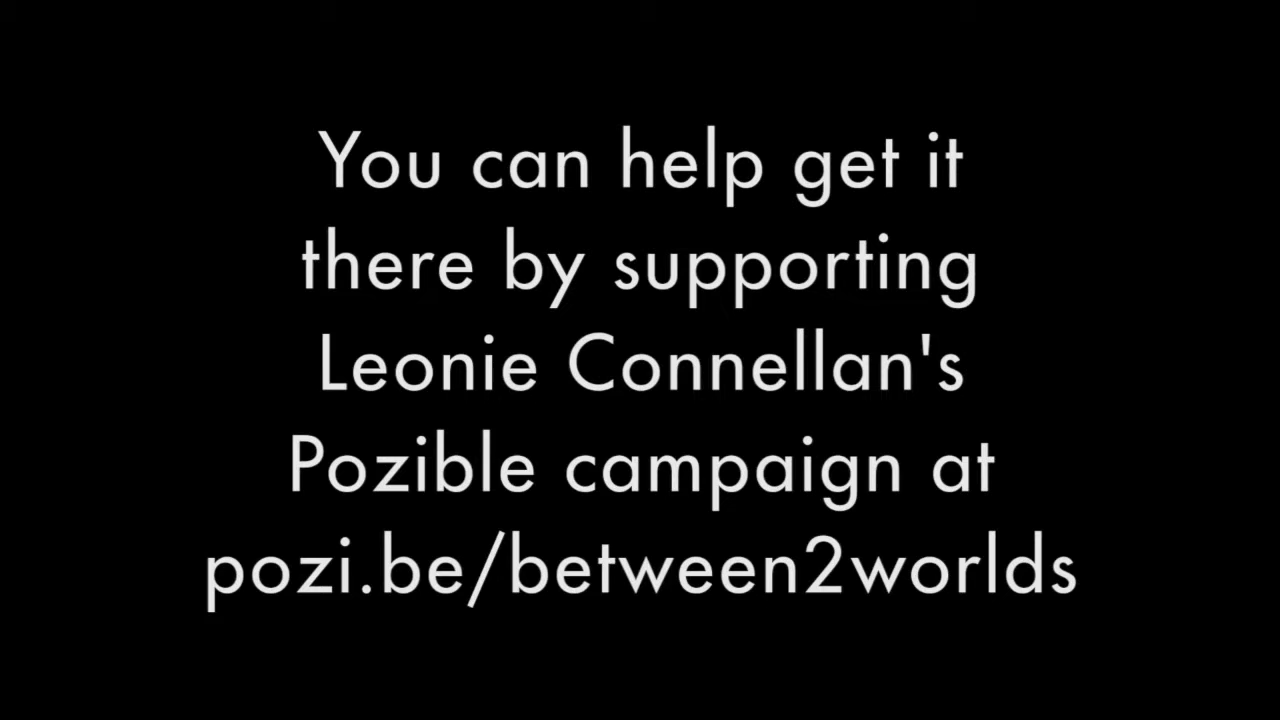 You can help get it
there by supporting
Leonie Connellan's
Pozible campaign at
pozi.be/between2worlds